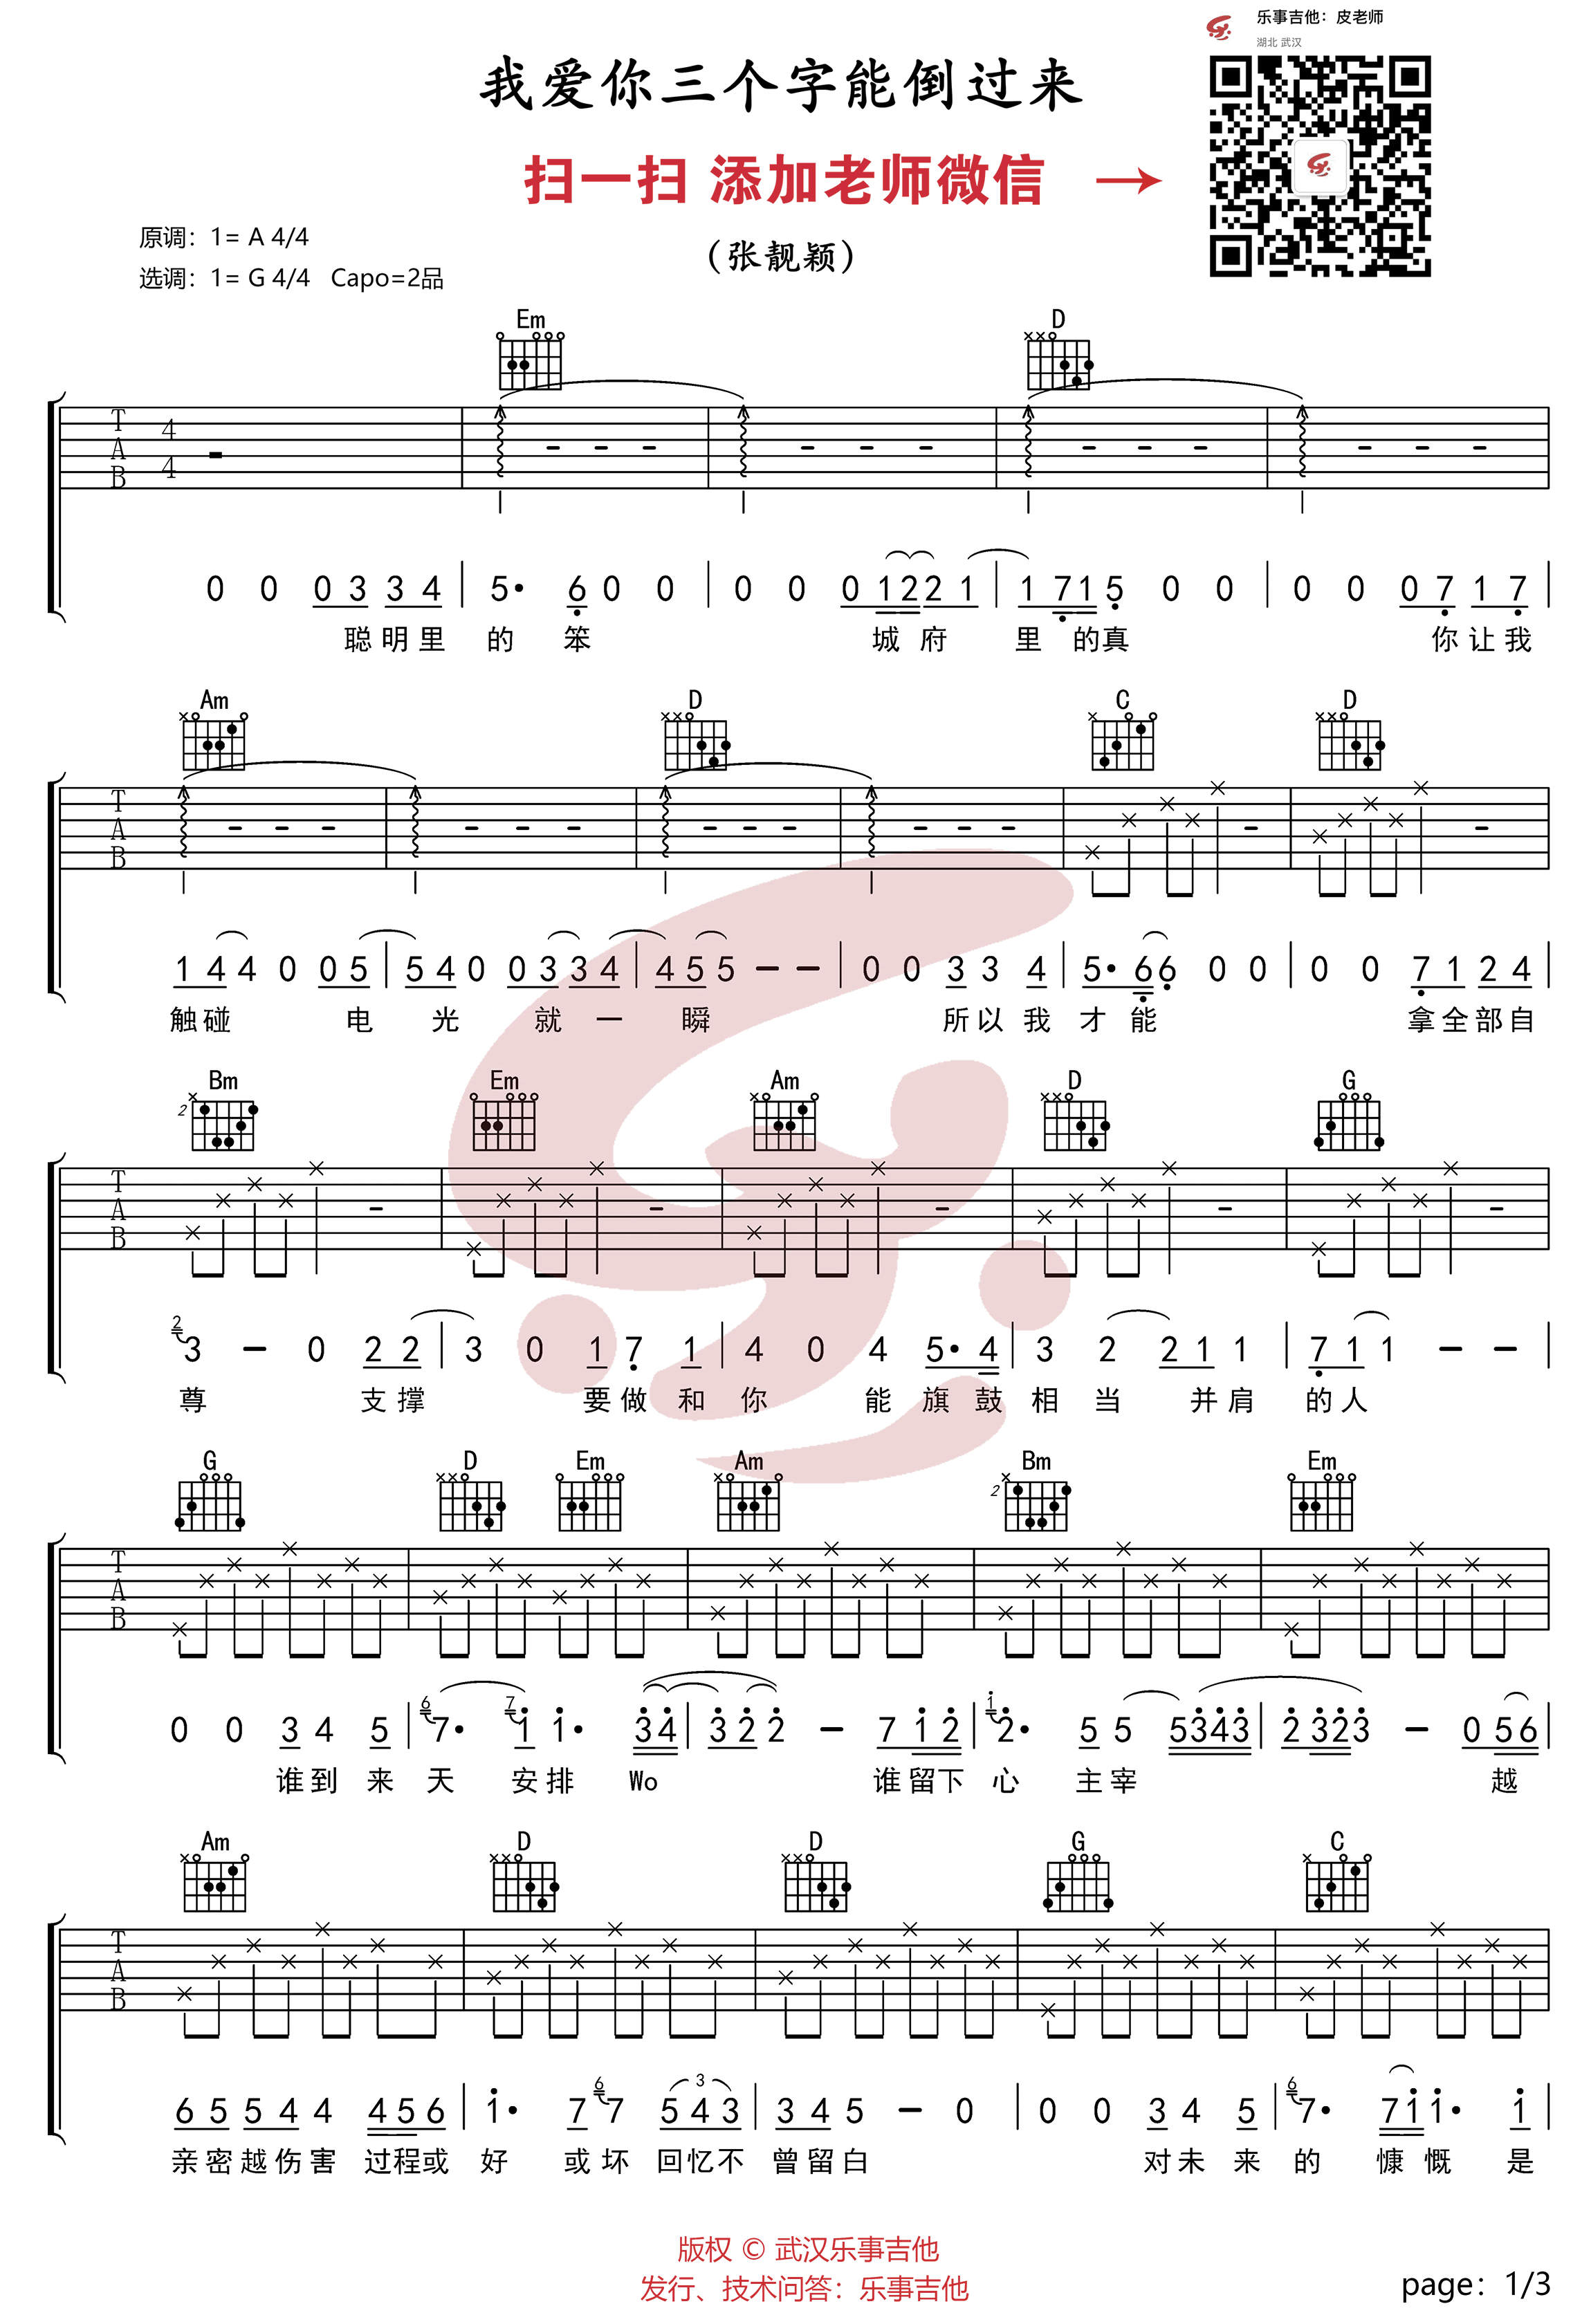 乐事吉他：皮老师
湖北 武汉
我爱你三个字能倒过来
扫一扫 添加老师微信 →
原调：1= A 4/4
（张靓颖）
选调：1= G 4/4 Capo=2品
Em D
T A B 4 4
0 0 0 3 3 4 | 5· 6 0 0 | 0 0 0 1 2 2 1 | 1 7 1 5 0 0 | 0 0 0 7 1 7 |
聪明里 的 笨 城 府 里 的真 你让我
Am D C D
T A B
1 4 4 0 0 5 | 5 4 0 0 3 3 4 | 4 5 5 – – | 0 0 3 3 4 | 5· 6 6 0 0 | 0 0 7 1 2 4 |
触碰 电 光 就 一 瞬 所以 我 才 能 拿全部自
Bm Em Am D G
2
T A B
2 3 – 0 2 2 | 3 0 1 7 1 | 4 0 4 5· 4 | 3 2 2 1 1 | 7 1 1 – – |
尊 支撑 要做 和 你 能 旗 鼓 相 当 并肩 的人
G D Em Am Bm Em
2
T A B
0 0 3 4 5 | 6 7· 7 1 1· 3 4 | 3 2 2 – 7 1 2 | 1 2· 5 5 5 3 4 3 | 2 3 2 3 – 0 5 6 |
谁到 来 天 安排 Wo 谁留下 心 主宰 越
Am D D G C
T A B
6 5 5 4 4 4 5 6 | 1· 7 6 7 3 5 4 3 | 3 4 5 – 0 | 0 0 3 4 5 | 6 7· 7 1 1· 1 |
亲密越伤害 过程或 好 或坏 回忆不 曾留白 对未 来 的 慷 慨 是
版权 © 武汉乐事吉他
发行、技术问答：乐事吉他
page：1/3